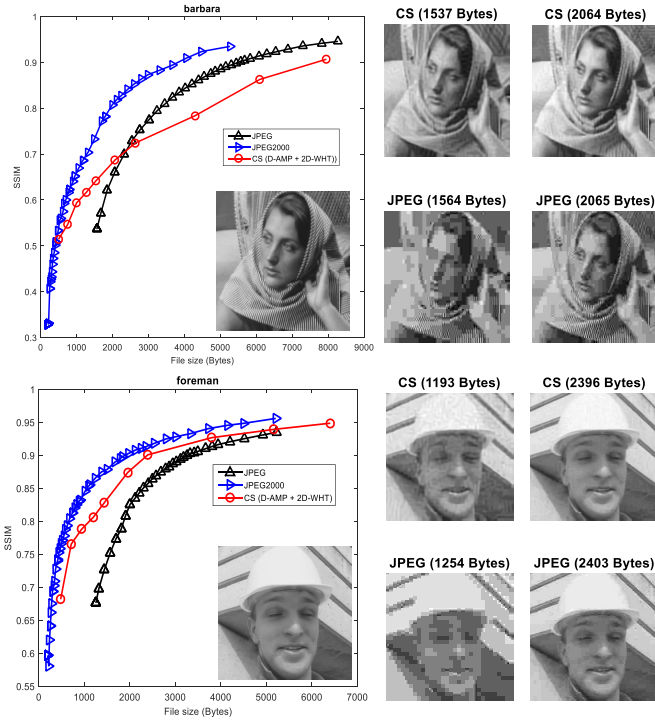 barbara
1
0.9
0.8
0.7
0.6
0.5
0.4
0.3
SSIM
0 1000 2000 3000 4000 5000 6000 7000 8000 9000
File size (Bytes)
JPEG
JPEG2000
CS (D-AMP + 2D-WHT))
CS (1537 Bytes)
CS (2064 Bytes)
JPEG (1564 Bytes)
JPEG (2065 Bytes)
foreman
1
0.95
0.9
0.85
0.8
0.75
0.7
0.65
0.6
0.55
SSIM
0 1000 2000 3000 4000 5000 6000 7000
File size (Bytes)
JPEG
JPEG2000
CS (D-AMP + 2D-WHT)
CS (1193 Bytes)
CS (2396 Bytes)
JPEG (1254 Bytes)
JPEG (2403 Bytes)